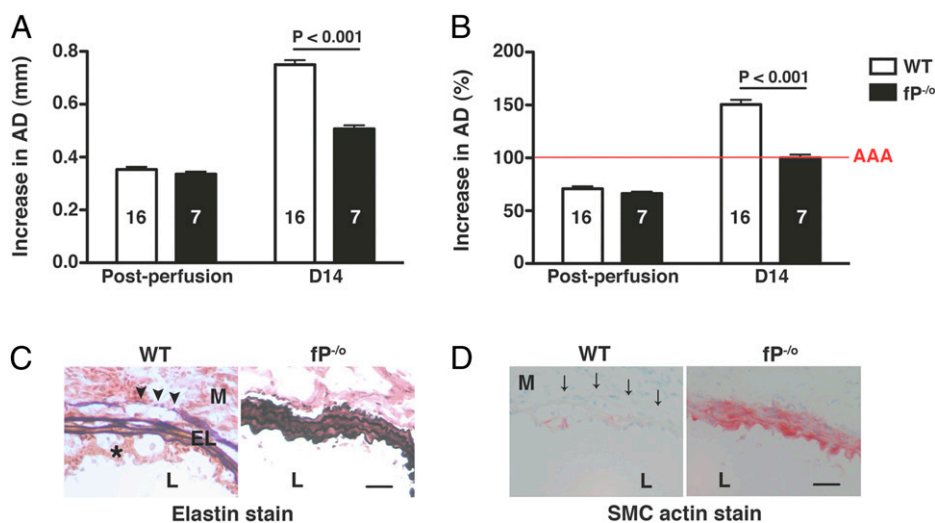 A
Increase in AD (mm)
0.8
0.6
0.4
0.2
0.0
P < 0.001
16
7
16
7
Post-perfusion
D14
B
Increase in AD (%)
200
150
100
50
0
P < 0.001
WT
fP-/o
AAA
16
7
16
7
Post-perfusion
D14
C
WT
fP-/o
M
EL
*
L
L
Elastin stain
D
WT
fP-/o
M
L
L
SMC actin stain